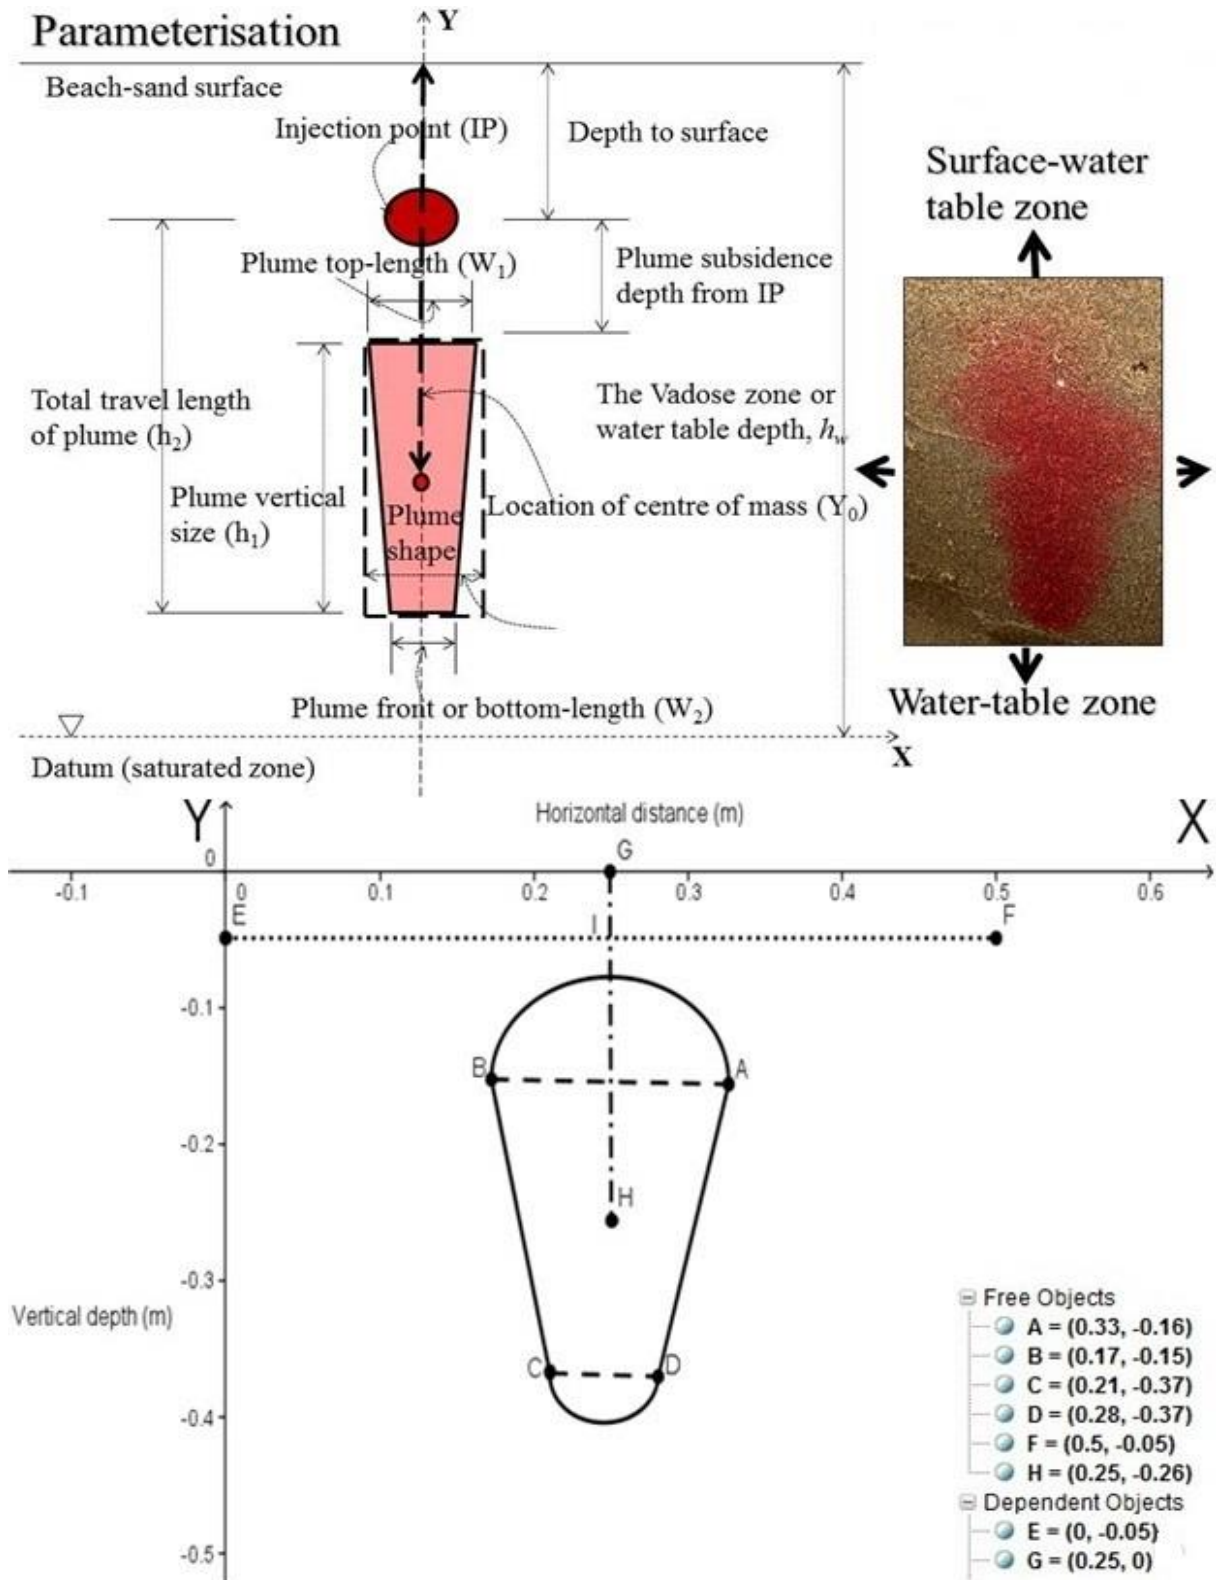 Parameterisation
Y
Beach-sand surface
Injection point (IP)
Depth to surface
Surface-water
table zone
Plume top-length (W₁)
Plume subsidence
depth from IP
Total travel length
of plume (h₂)
The Vadose zone or
water table depth, h_w
Plume vertical
size (h₁)
Location of centre of mass (Y₀)
Plume
shape
Plume front or bottom-length (W₂)
Water-table zone
X
Datum (saturated zone)
Y
Horizontal distance (m)
X
G
0
-0.1
0
0.1
0.2
0.3
0.4
0.5
0.6
E
I
F
-0.1
B
A
-0.2
H
-0.3
Vertical depth (m)
C
D
-0.4
-0.5
Free Objects
A = (0.33, -0.16)
B = (0.17, -0.15)
C = (0.21, -0.37)
D = (0.28, -0.37)
F = (0.5, -0.05)
H = (0.25, -0.26)
Dependent Objects
E = (0, -0.05)
G = (0.25, 0)